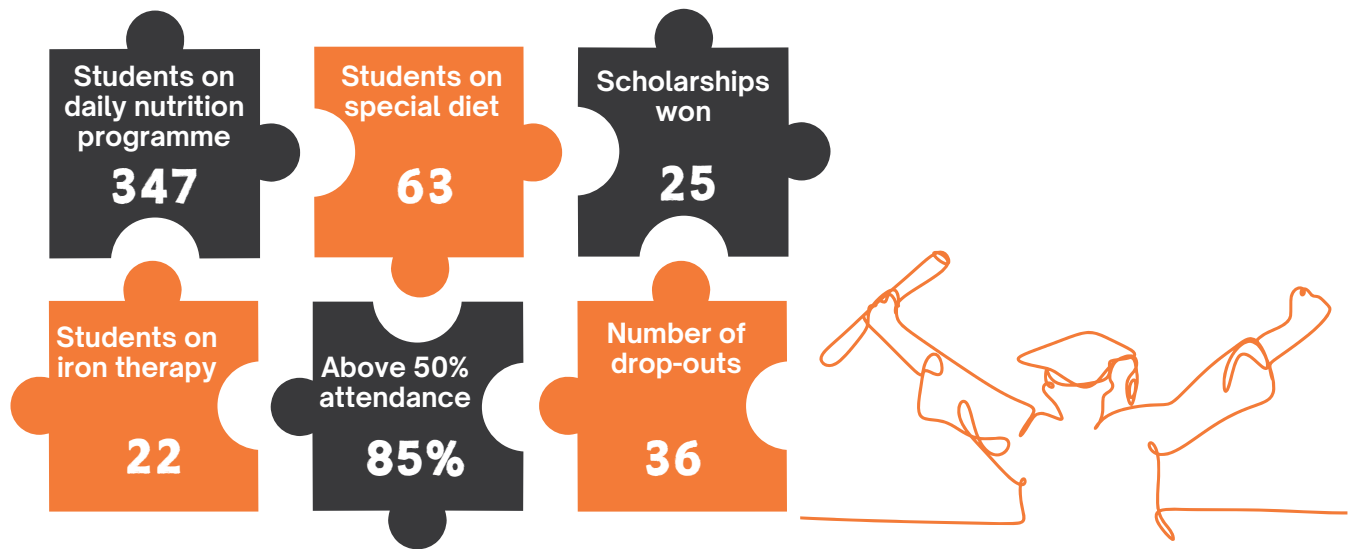 Students on
daily nutrition
programme
347
Students on
special diet
63
Scholarships
won
25
Students on
iron therapy
22
Above 50%
attendance
85%
Number of
drop-outs
36